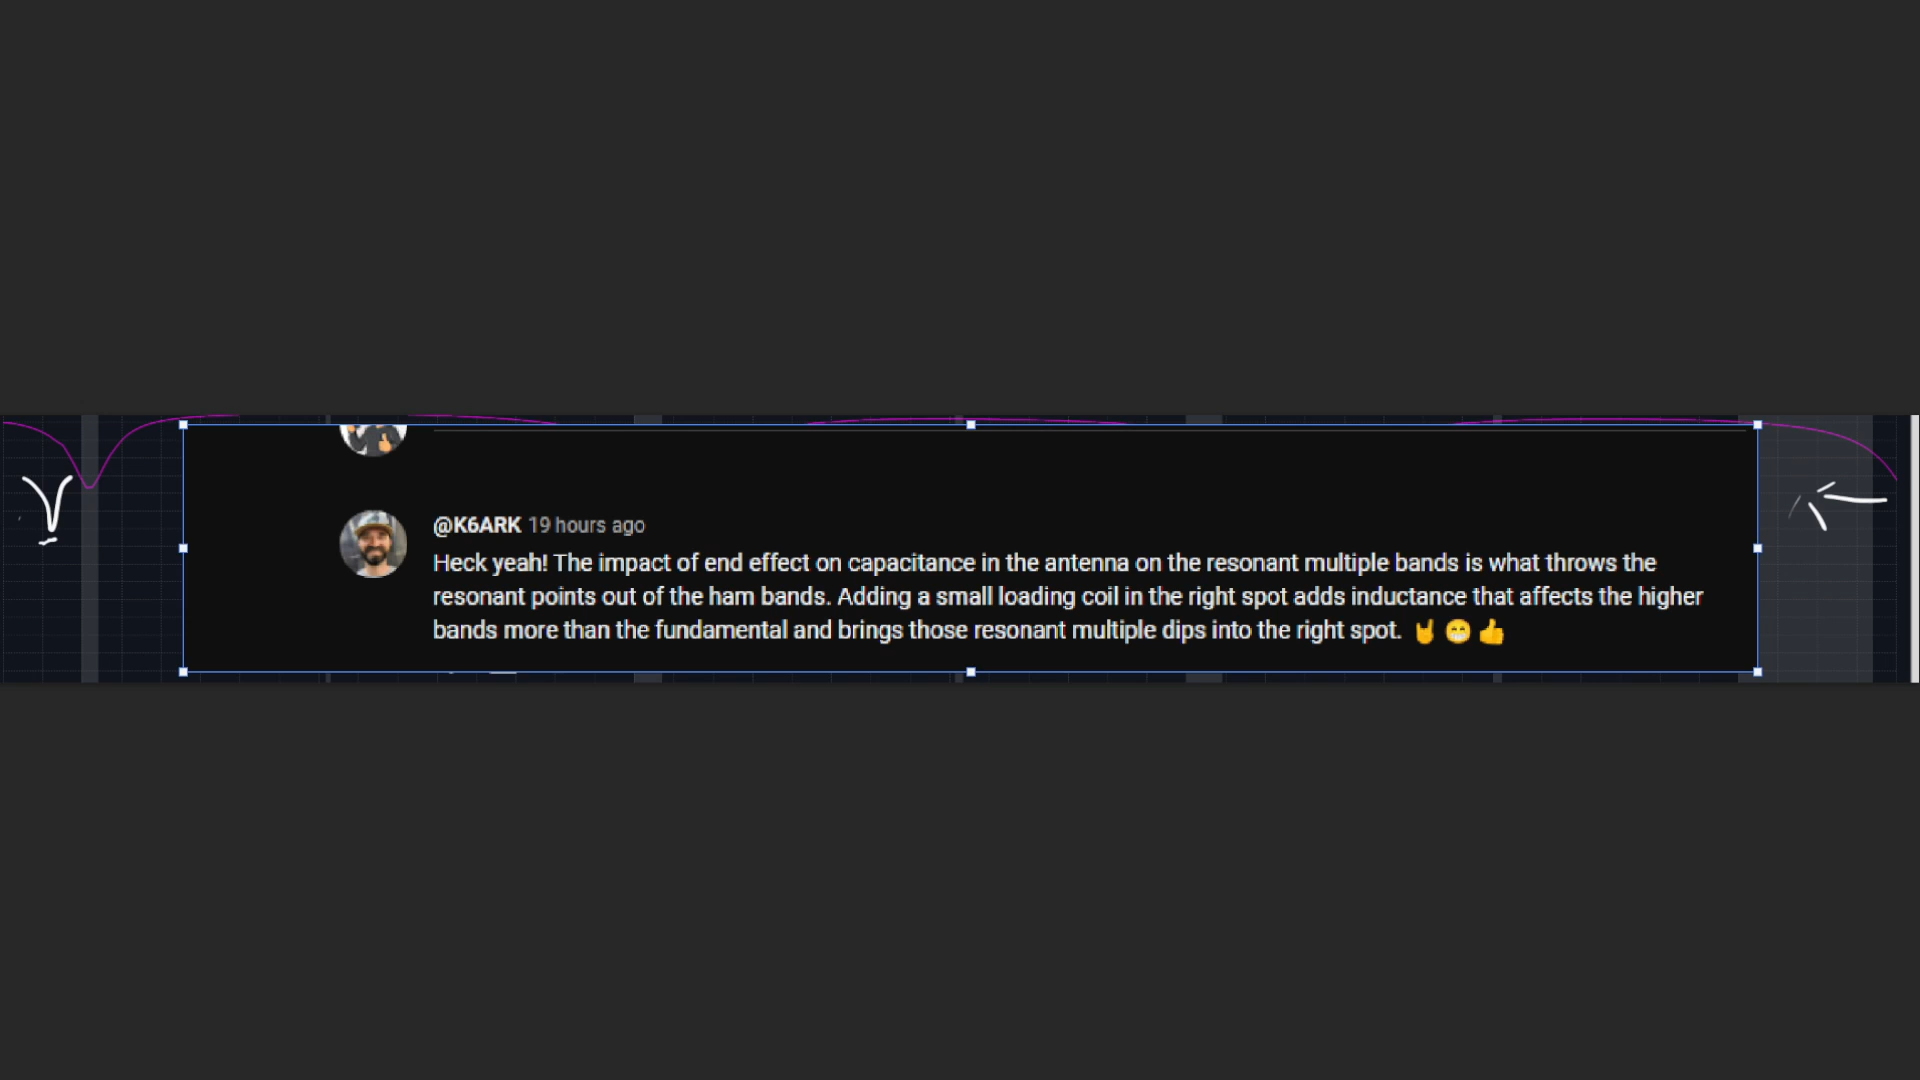 @K6ARK 19 hours ago
Heck yeah! The impact of end effect on capacitance in the antenna on the resonant multiple bands is what throws the
resonant points out of the ham bands. Adding a small loading coil in the right spot adds inductance that affects the higher
bands more than the fundamental and brings those resonant multiple dips into the right spot. 🤘😁👍